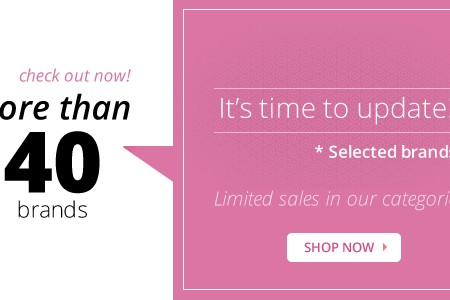 check out now!
ore than
40
brands
It's time to update
* Selected brands
Limited sales in our categori
SHOP NOW